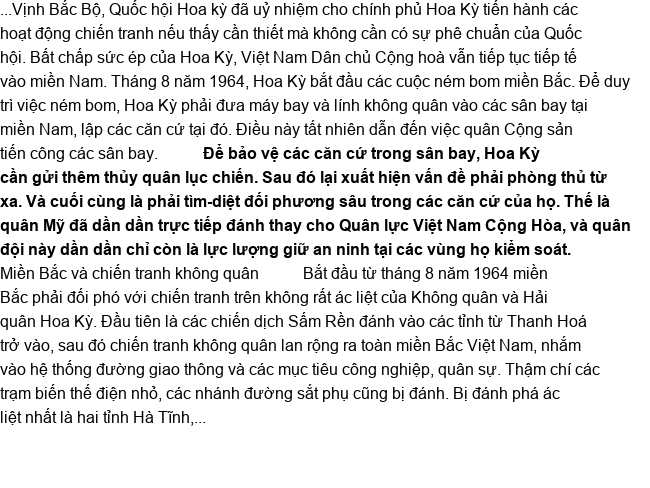 ...Vịnh Bắc Bộ, Quốc hội Hoa kỳ đã uỷ nhiệm cho chính phủ Hoa Kỳ tiến hành các
hoạt động chiến tranh nếu thấy cần thiết mà không cần có sự phê chuẩn của Quốc
hội. Bất chấp sức ép của Hoa Kỳ, Việt Nam Dân chủ Cộng hoà vẫn tiếp tục tiếp tế
vào miền Nam. Tháng 8 năm 1964, Hoa Kỳ bắt đầu các cuộc ném bom miền Bắc. Để duy
trì việc ném bom, Hoa Kỳ phải đưa máy bay và lính không quân vào các sân bay tại
miền Nam, lập các căn cứ tại đó. Điều này tất nhiên dẫn đến việc quân Cộng sản
tiến công các sân bay. Để bảo vệ các căn cứ trong sân bay, Hoa Kỳ
cần gửi thêm thủy quân lục chiến. Sau đó lại xuất hiện vấn đề phải phòng thủ từ
xa. Và cuối cùng là phải tìm-diệt đối phương sâu trong các căn cứ của họ. Thế là
quân Mỹ đã dần dần trực tiếp đánh thay cho Quân lực Việt Nam Cộng Hòa, và quân
đội này dần dần chỉ còn là lực lượng giữ an ninh tại các vùng họ kiểm soát.
Miền Bắc và chiến tranh không quân Bắt đầu từ tháng 8 năm 1964 miền
Bắc phải đối phó với chiến tranh trên không rất ác liệt của Không quân và Hải
quân Hoa Kỳ. Đầu tiên là các chiến dịch Sấm Rền đánh vào các tỉnh từ Thanh Hoá
trở vào, sau đó chiến tranh không quân lan rộng ra toàn miền Bắc Việt Nam, nhắm
vào hệ thống đường giao thông và các mục tiêu công nghiệp, quân sự. Thậm chí các
trạm biến thế điện nhỏ, các nhánh đường sắt phụ cũng bị đánh. Bị đánh phá ác
liệt nhất là hai tỉnh Hà Tĩnh,...